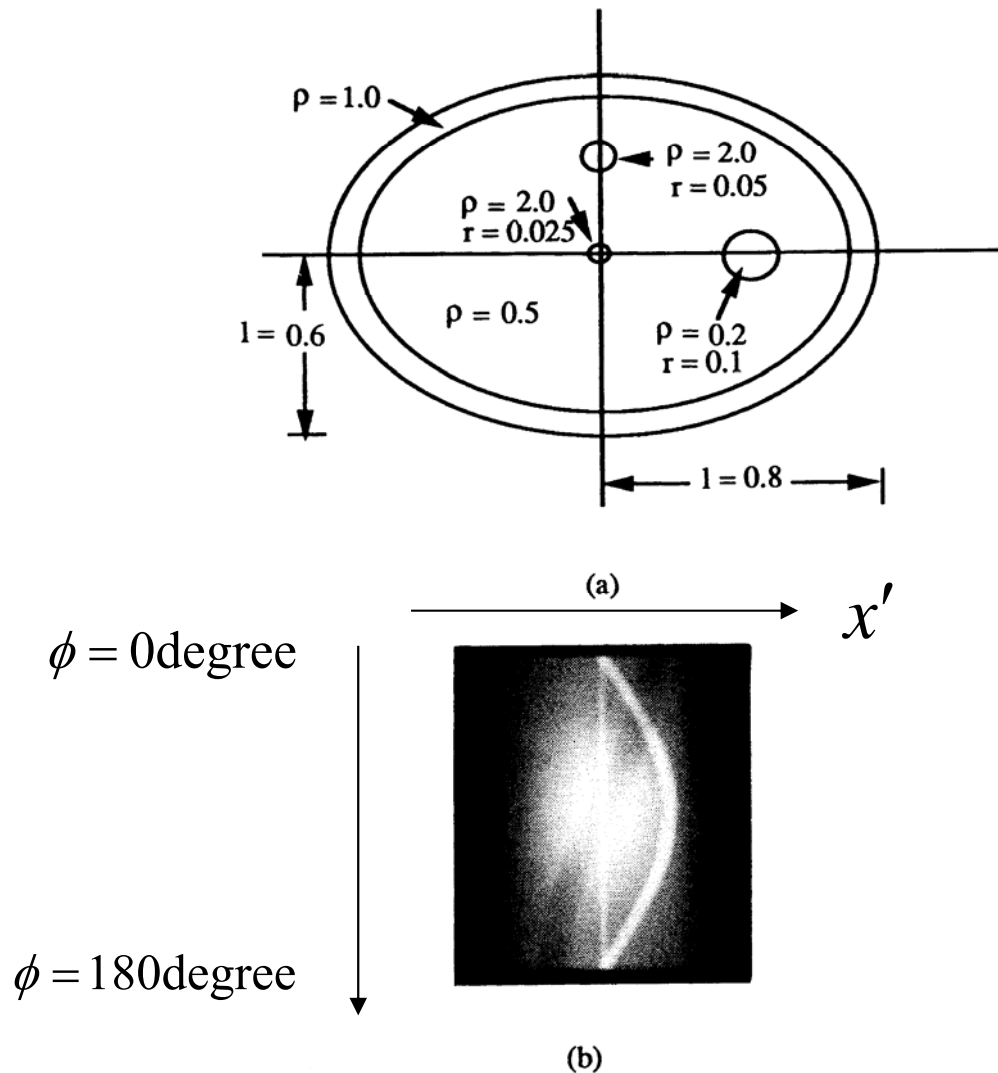 ρ = 1.0
ρ = 2.0
r = 0.05
ρ = 2.0
r = 0.025
ρ = 0.5
l = 0.6
ρ = 0.2
r = 0.1
l = 0.8
(a)
x′
ϕ = 0degree
ϕ = 180degree
(b)